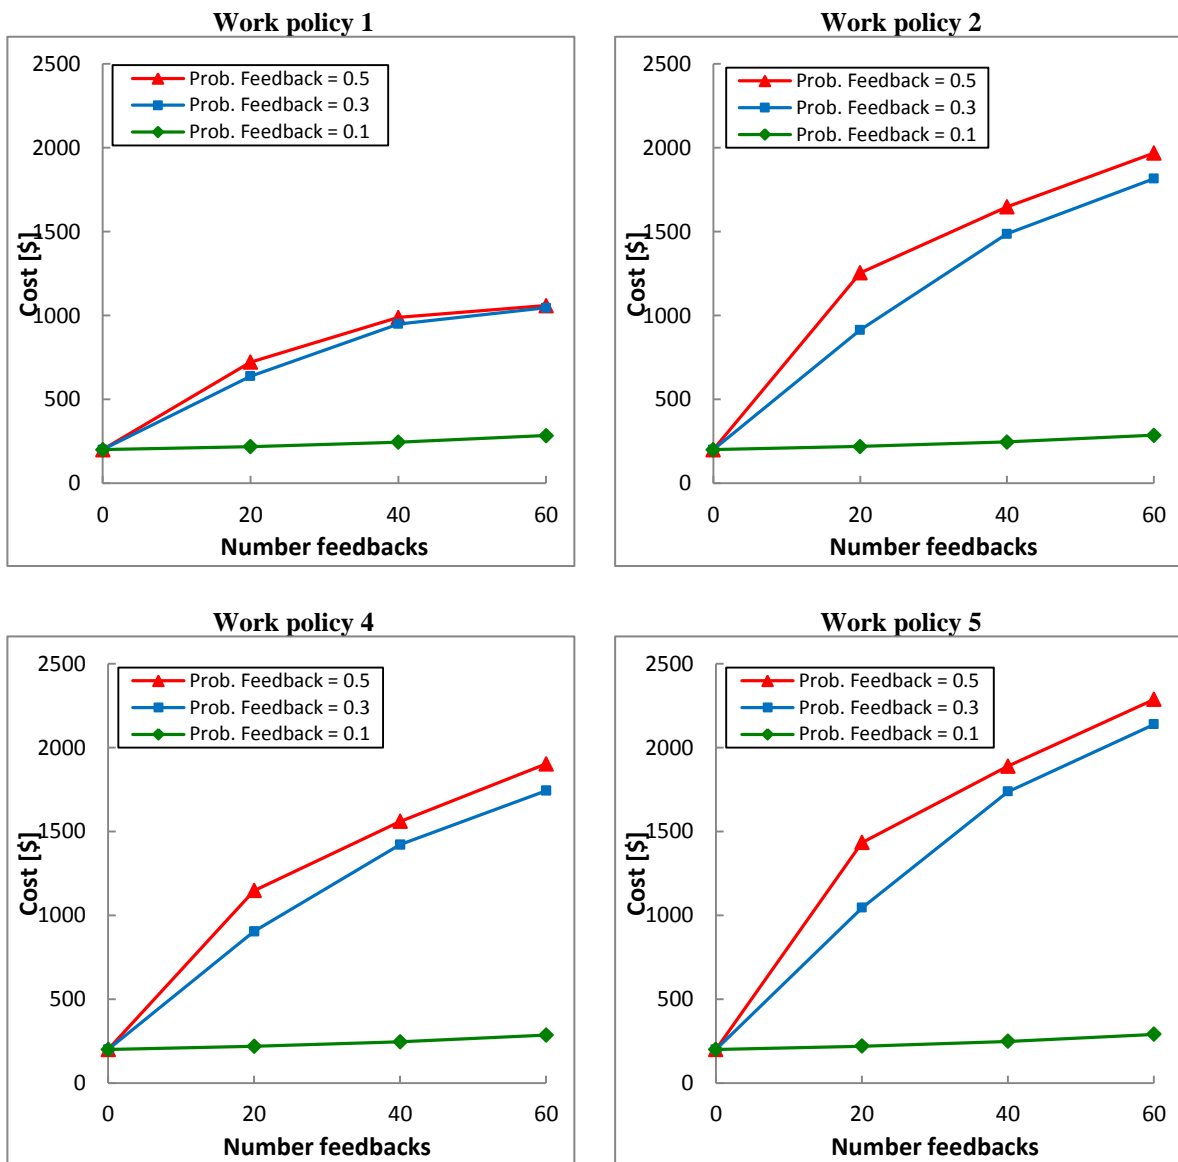 Work policy 1
2500
2000
1500
1000
500
0
Cost [$]
Prob. Feedback = 0.5
Prob. Feedback = 0.3
Prob. Feedback = 0.1
0 20 40 60
Number feedbacks
Work policy 2
2500
2000
1500
1000
500
0
Cost [$]
Prob. Feedback = 0.5
Prob. Feedback = 0.3
Prob. Feedback = 0.1
0 20 40 60
Number feedbacks
Work policy 4
2500
2000
1500
1000
500
0
Cost [$]
Prob. Feedback = 0.5
Prob. Feedback = 0.3
Prob. Feedback = 0.1
0 20 40 60
Number feedbacks
Work policy 5
2500
2000
1500
1000
500
0
Cost [$]
Prob. Feedback = 0.5
Prob. Feedback = 0.3
Prob. Feedback = 0.1
0 20 40 60
Number feedbacks